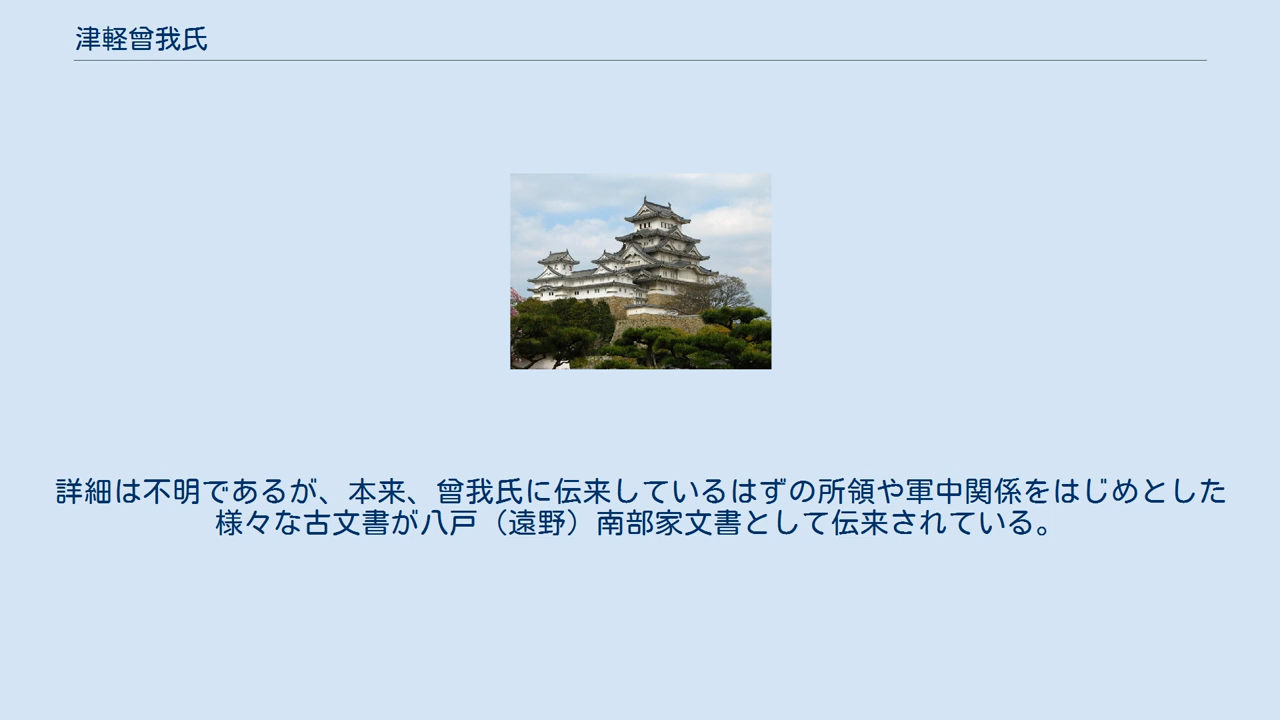 津軽曾我氏
詳細は不明であるが、本来、曾我氏に伝来しているはずの所領や軍中関係をはじめとした
様々な古文書が八戸（遠野）南部家文書として伝来されている。